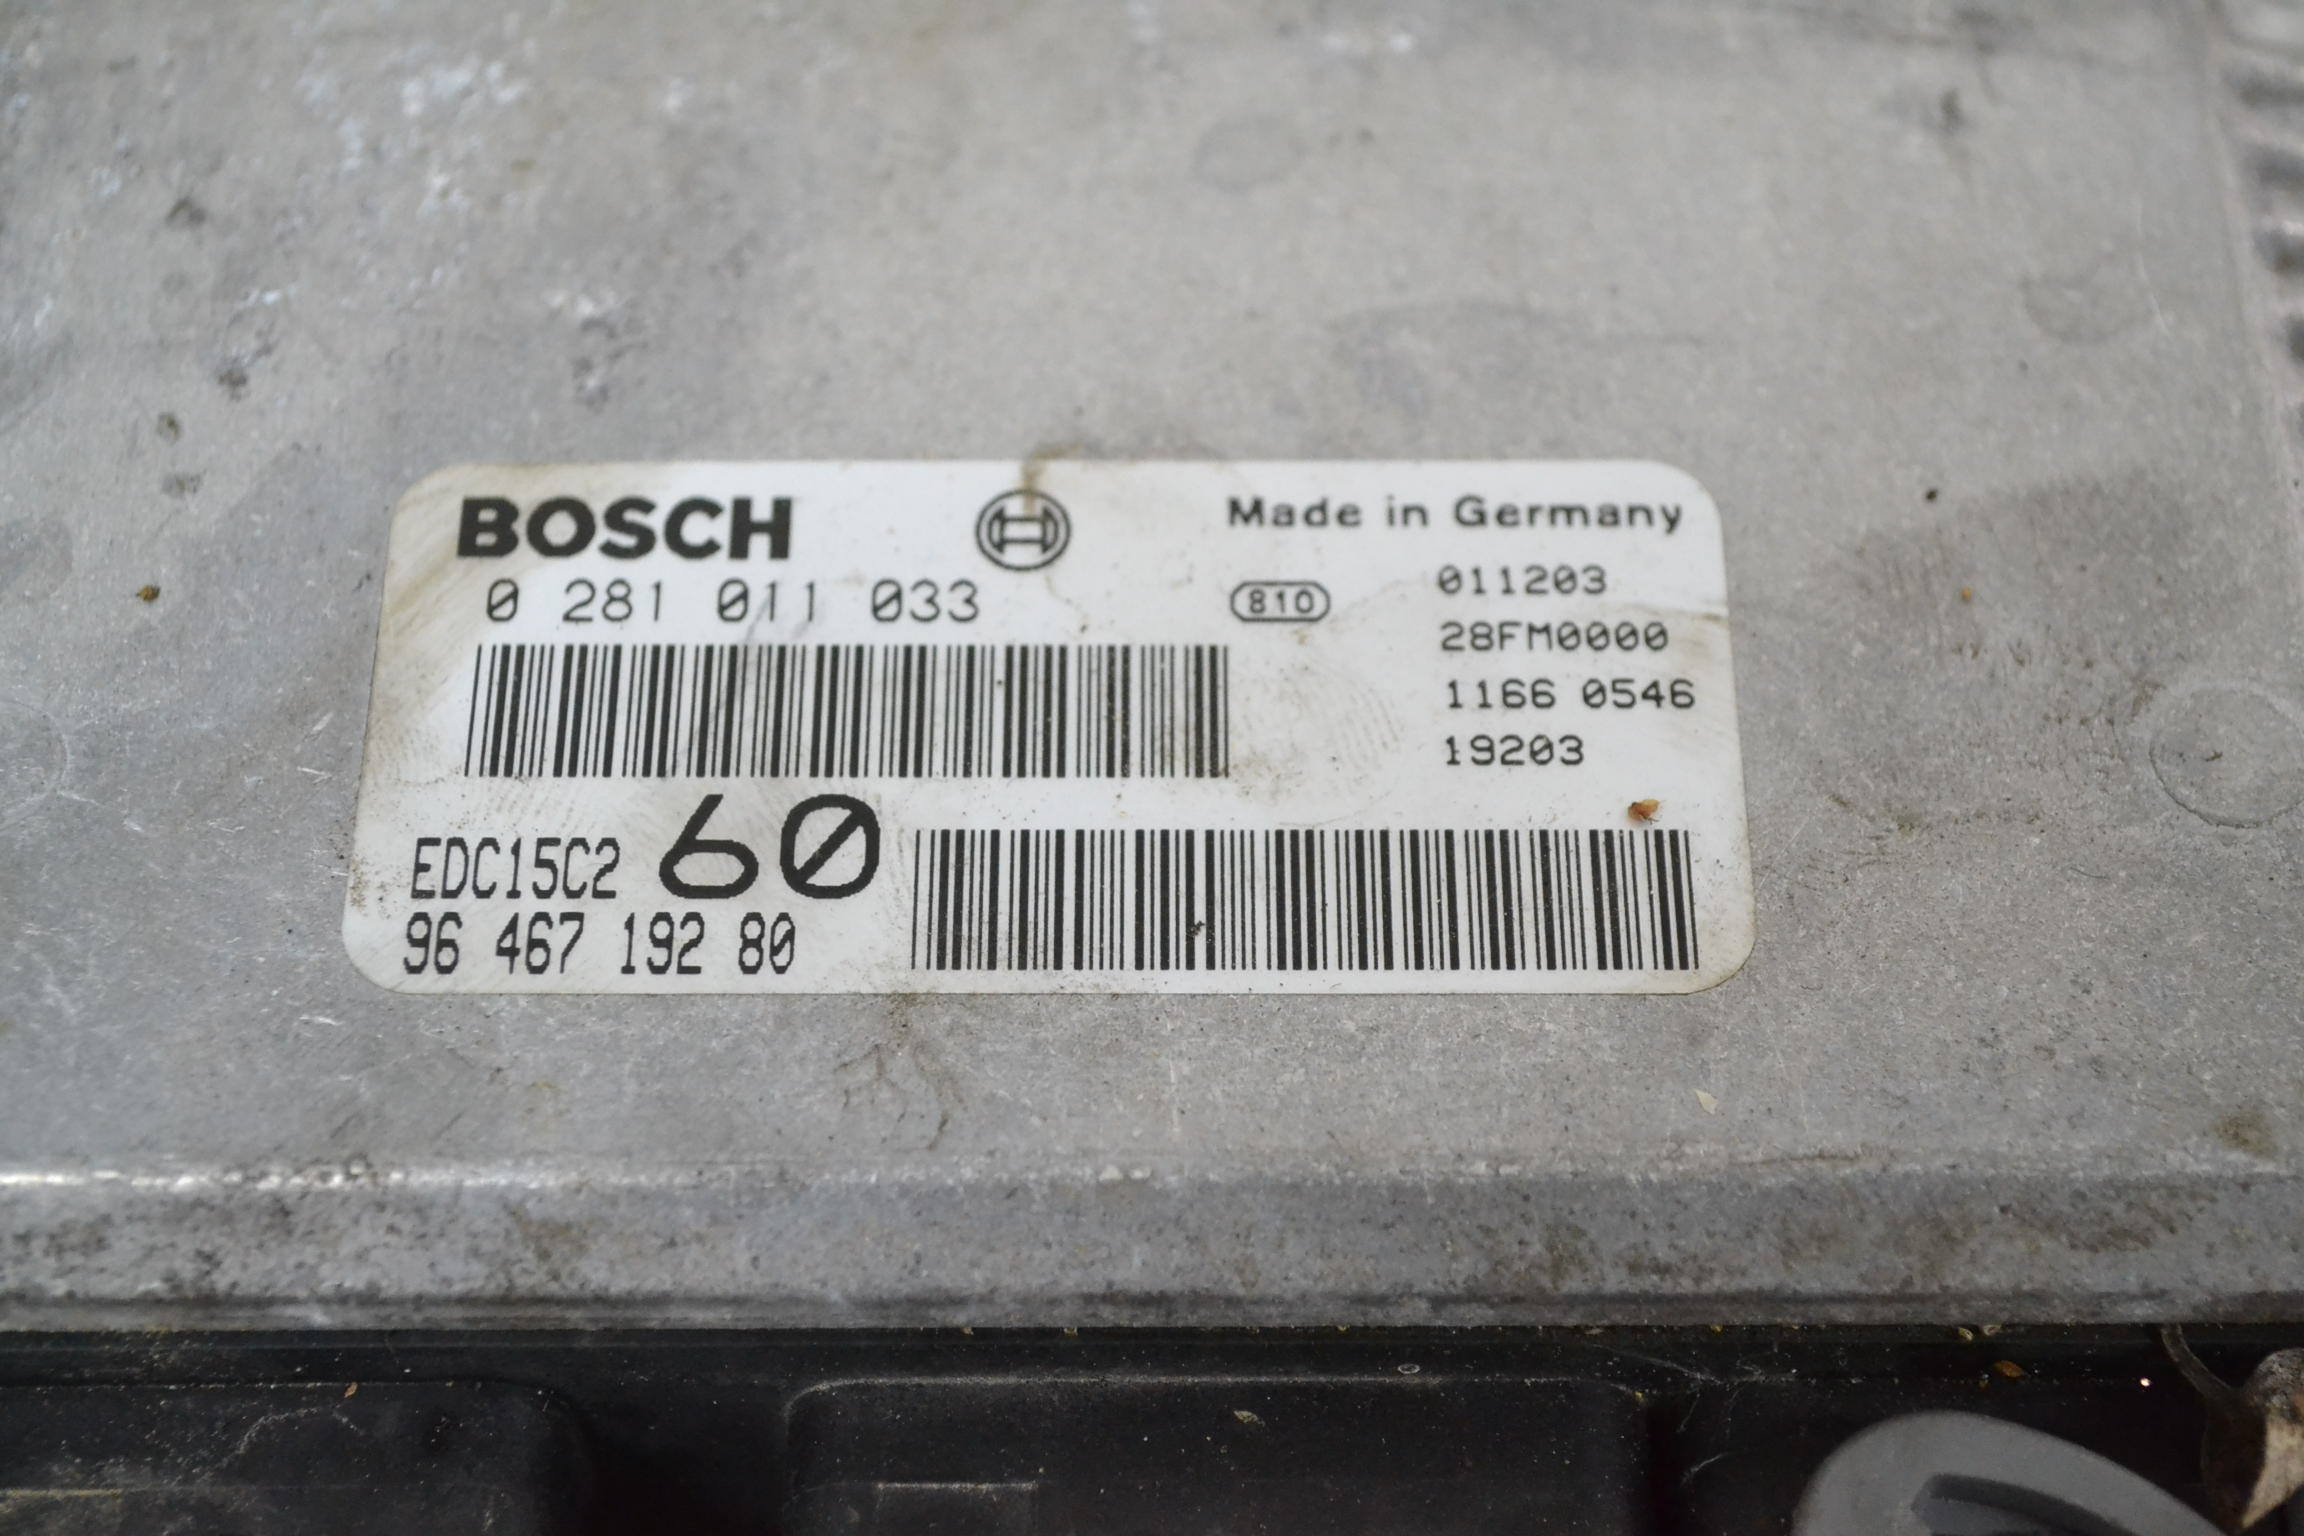 BOSCH
Made in Germany
0 281 011 033
810
011203
28FM0000
1166 0546
19203
EDC15C2 60
96 467 192 80